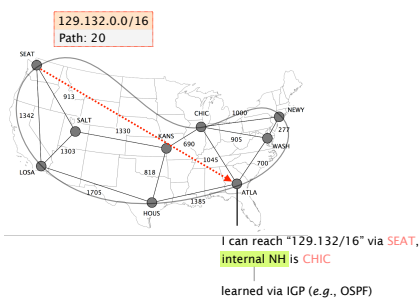 129.132.0.0/16
Path: 20
SEAT
913
1342
SALT
1330
1303
LOSA
KANS
690
818
CHIC
1000
NEWY
277
905
WASH
1045
700
ATLA
1705
HOUS
1385
I can reach “129.132/16” via SEAT,
internal NH is CHIC
learned via IGP (e.g., OSPF)